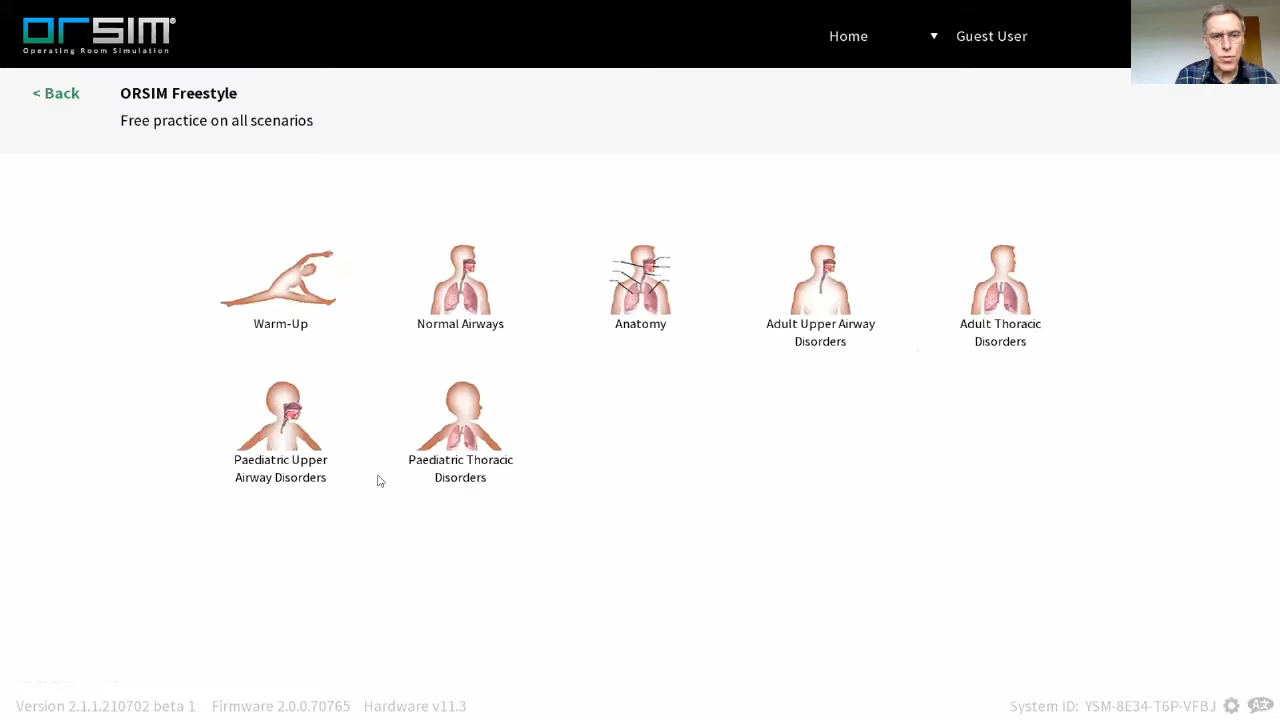 ORSIM®
Operating Room Simulation
Home
Guest User
< Back
ORSIM Freestyle
Free practice on all scenarios
Warm-Up
Normal Airways
Anatomy
Adult Upper Airway
Disorders
Adult Thoracic
Disorders
Paediatric Upper
Airway Disorders
Paediatric Thoracic
Disorders
Version 2.1.1.210702 beta 1
Firmware 2.0.0.70765
Hardware v11.3
System ID: YSM-8E34-T6P-VFBJ